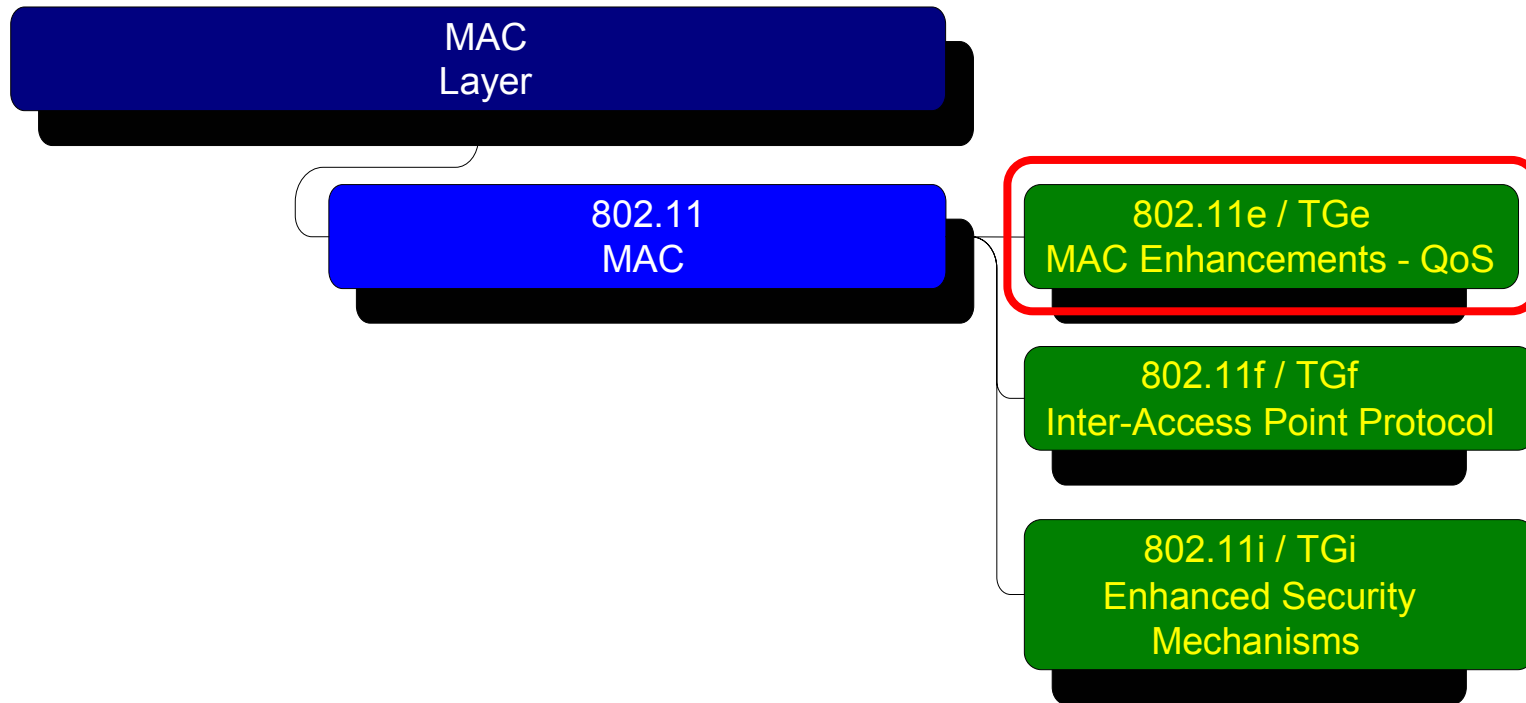 MAC
Layer
802.11
MAC
802.11e / TGe
MAC Enhancements - QoS
802.11f / TGf
Inter-Access Point Protocol
802.11i / TGi
Enhanced Security
Mechanisms